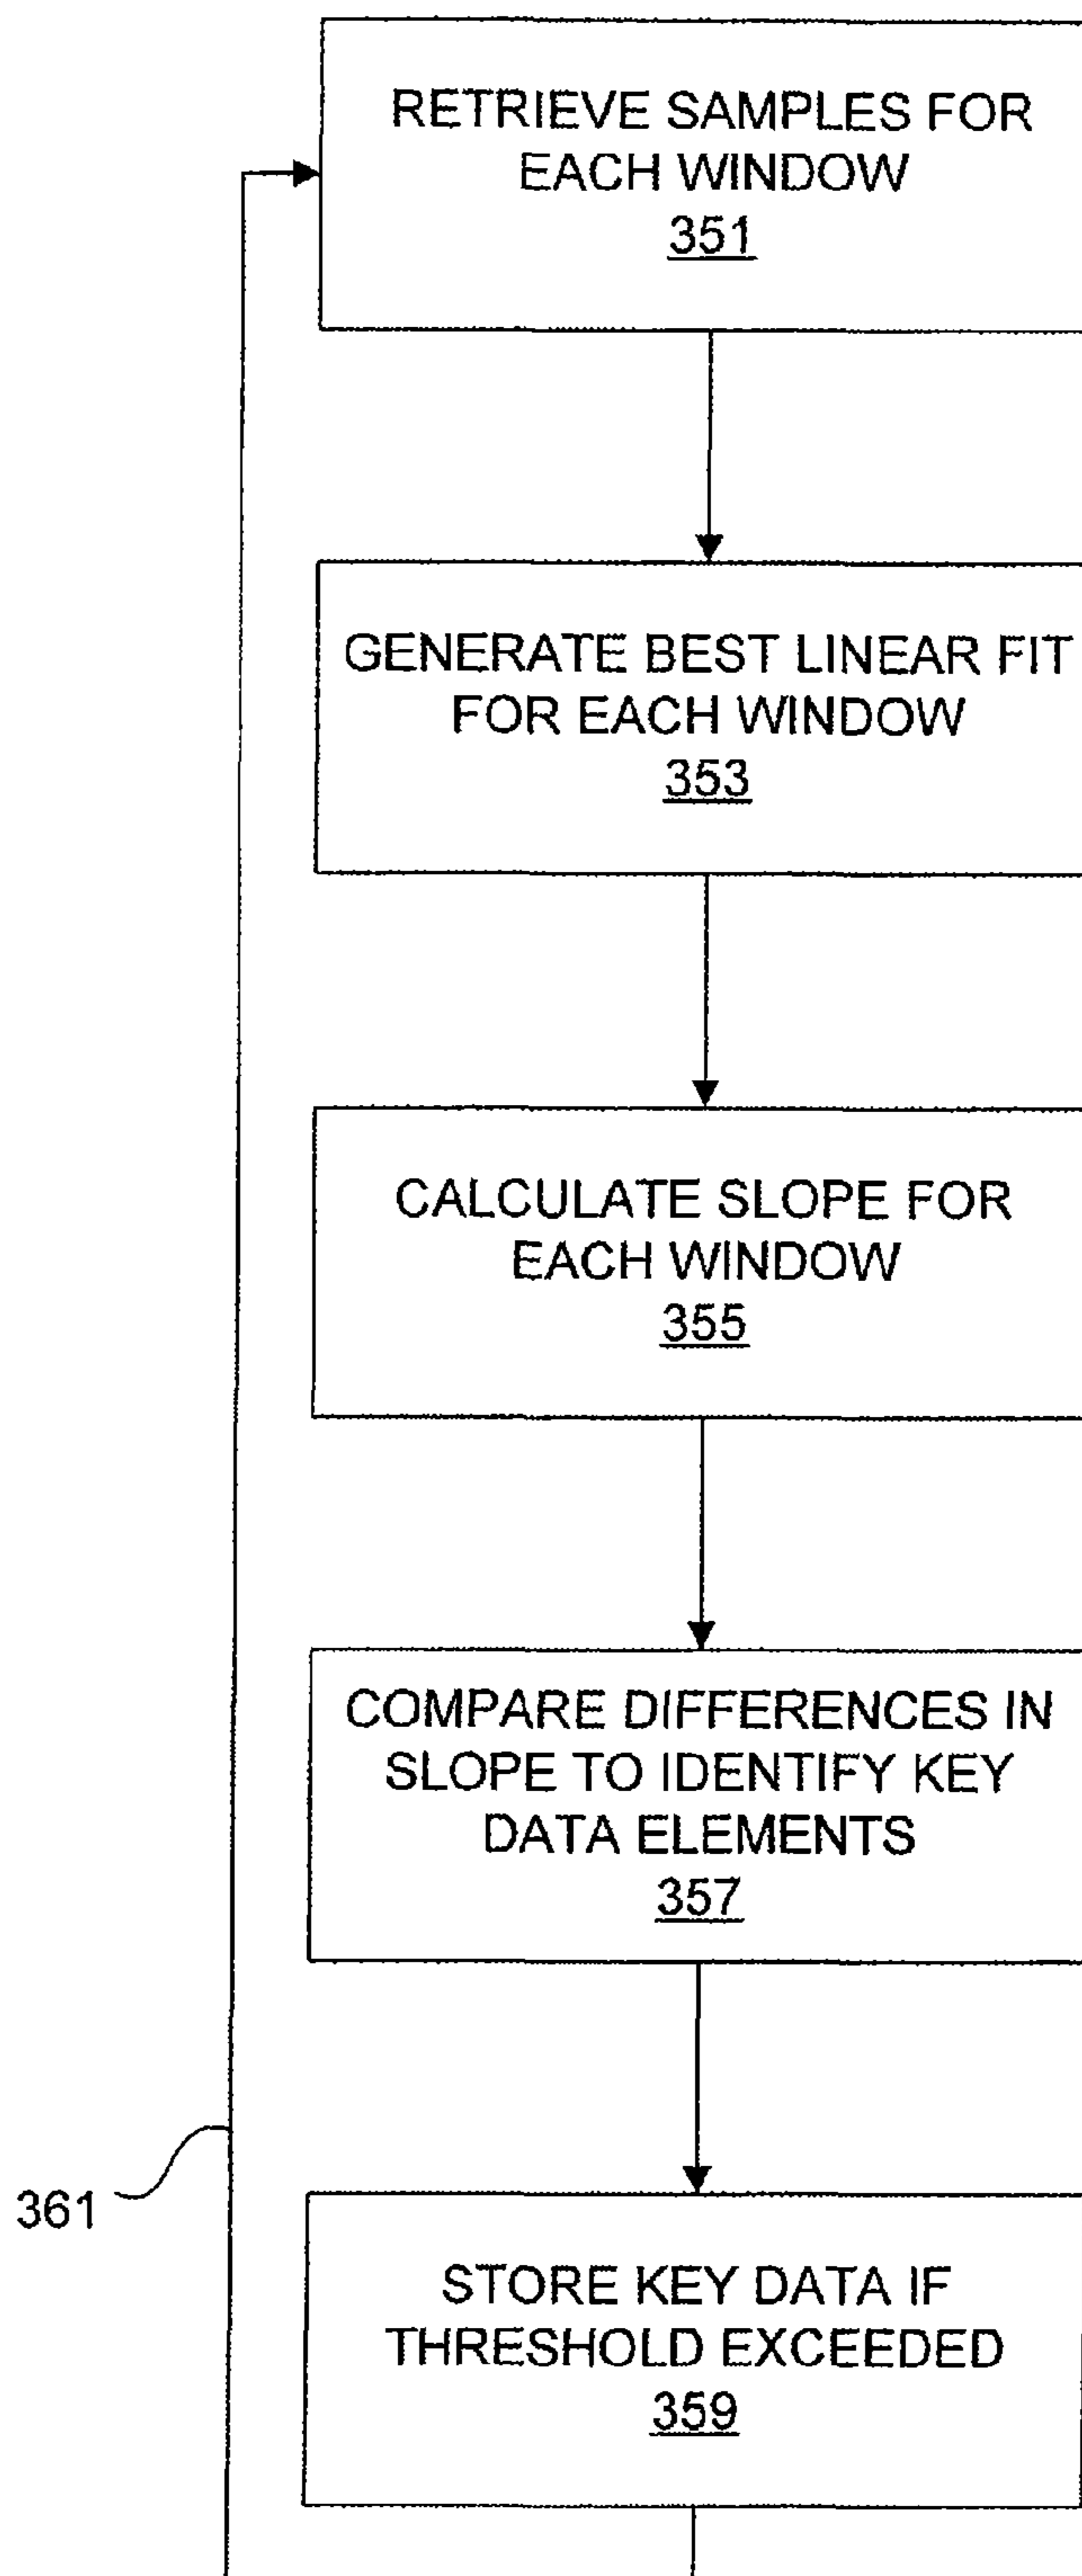 RETRIEVE SAMPLES FOR
EACH WINDOW
351
GENERATE BEST LINEAR FIT
FOR EACH WINDOW
353
CALCULATE SLOPE FOR
EACH WINDOW
355
COMPARE DIFFERENCES IN
SLOPE TO IDENTIFY KEY
DATA ELEMENTS
357
361
STORE KEY DATA IF
THRESHOLD EXCEEDED
359